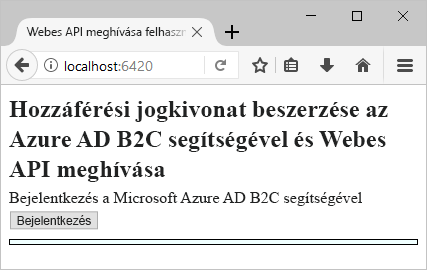 Webes API meghívása felhasz
localhost:6420
Hozzáférési jogkivonat beszerzése az
Azure AD B2C segítségével és Webes
API meghívása
Bejelentkezés a Microsoft Azure AD B2C segítségével
Bejelentkezés